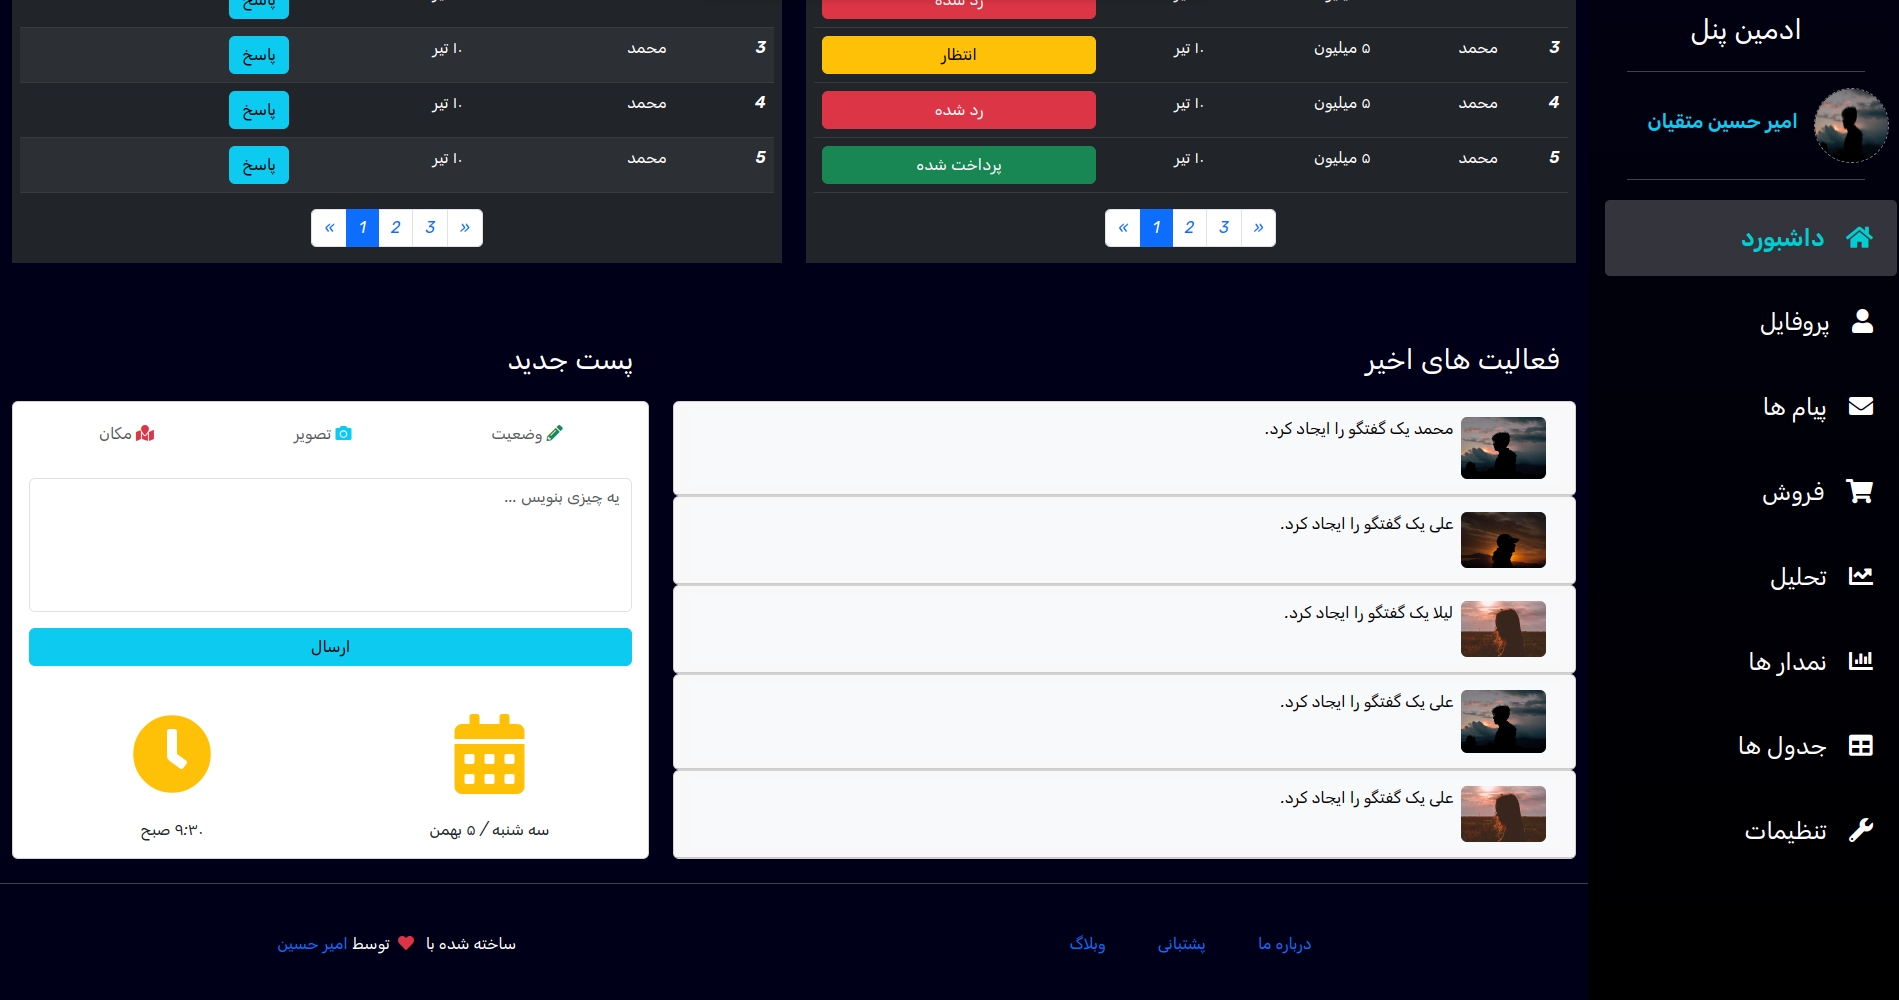 ادمین پنل
امیر حسین متقیان
داشبورد
پروفایل
پیام ها
فروش
تحلیل
نمدار ها
جدول ها
تنظیمات
رد شده
3 محمد ۵ میلیون ۱۰ تیر انتظار
4 محمد ۵ میلیون ۱۰ تیر رد شده
5 محمد ۵ میلیون ۱۰ تیر پرداخت شده
« 1 2 3 »
پاسخ
3 محمد ۱۰ تیر پاسخ
4 محمد ۱۰ تیر پاسخ
5 محمد ۱۰ تیر پاسخ
« 1 2 3 »
فعالیت های اخیر
محمد یک گفتگو را ایجاد کرد.
علی یک گفتگو را ایجاد کرد.
لیلا یک گفتگو را ایجاد کرد.
علی یک گفتگو را ایجاد کرد.
علی یک گفتگو را ایجاد کرد.
پست جدید
وضعیت تصویر مکان
یه چیزی بنویس ...
ارسال
سه شنبه / ۵ بهمن
۹:۳۰ صبح
درباره ما پشتبانی وبلاگ
ساخته شده با توسط امیر حسین